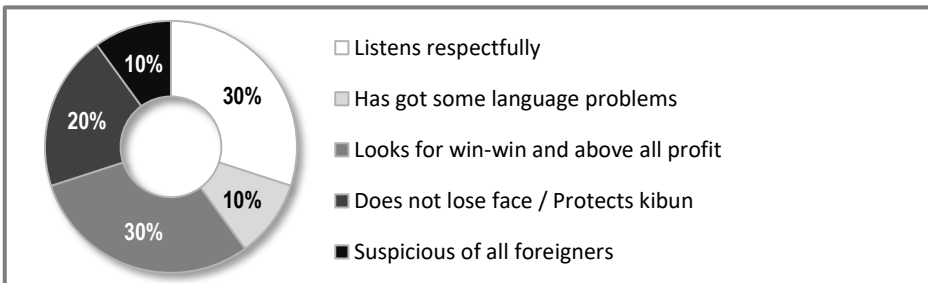 10%
30%
20%
10%
30%
Listens respectfully
Has got some language problems
Looks for win-win and above all profit
Does not lose face / Protects kibun
Suspicious of all foreigners